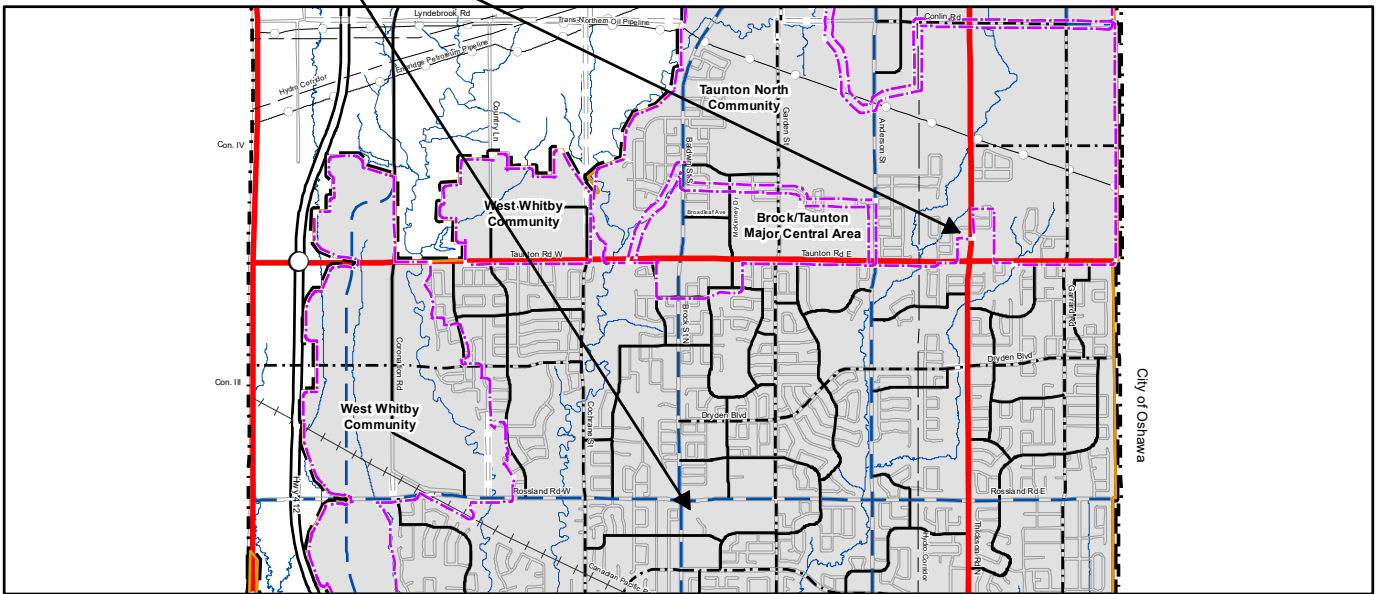 Lyndebrook Rd
Trans-Northern Oil Pipeline
Conlin Rd
Enbridge Petroleum Pipeline
Hydro Corridor
Taunton North
Community
Country Ln
Garden St
Anderson St
Con. IV
Baldwin St S
McKinney Dr
West Whitby
Community
Broadleaf Ave
Brock/Taunton
Major Central Area
Taunton Rd W
Taunton Rd E
Brock St N
Garrard Rd
Coronation Rd
Dryden Blvd
Con. III
City of Oshawa
West Whitby
Community
Cochrane St
Dryden Blvd
Hwy 412
Rossland Rd W
Rossland Rd E
Thickson Rd N
Hydro Corridor
Canadian Pacific